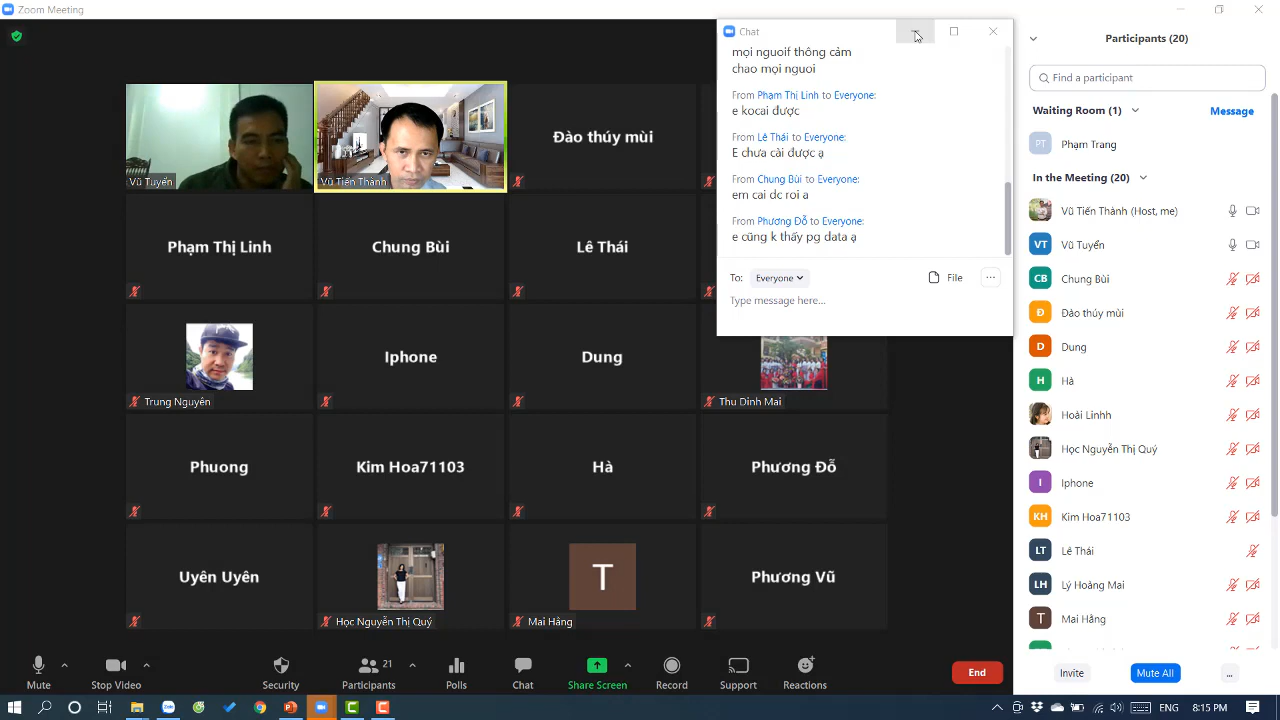 Zoom Meeting
Chat
mọi nguoif thông cảm
chao mọi nguoi
From Phạm Thị Linh to Everyone:
e kocai được
From Lê Thái to Everyone:
E chưa cài được ạ
From Chung Bùi to Everyone:
em cai dc rồi a
From Phương Đỗ to Everyone:
e cũng k thấy pg data ạ
To: Everyone
File
...
Type message here...
Participants (20)
Find a participant
Waiting Room (1)
Message
PT Phạm Trang
In the Meeting (20)
Vũ Tiến Thành (Host, me)
VT Vũ Tuyển
CB Chung Bùi
Đ Đào thúy mùi
D Dung
H Hà
Hoài Linhh
Học Nguyễn Thị Quý
I Iphone
KH Kim Hoa71103
LT Lê Thái
LH Lý Hoàng Mai
T Mai Hằng
Invite
Mute All
...
Vũ Tuyển
Vũ Tiến Thành
Đào thúy mùi
Phạm Thị Linh
Chung Bùi
Lê Thái
Trung Nguyên
Iphone
Dung
Thu Dinh Mai
Phuong
Kim Hoa71103
Hà
Phương Đỗ
Uyên Uyên
Học Nguyễn Thị Quý
T
Mai Hằng
Phương Vũ
Mute
Stop Video
Security
Participants 21
Polls
Chat
Share Screen
Record
Support
Reactions
End
ENG 8:15 PM